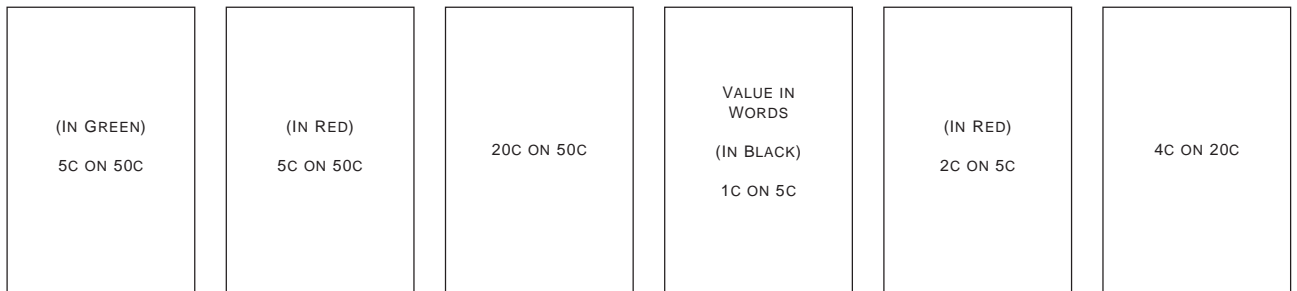 (IN GREEN)
5C ON 50C
(IN RED)
5C ON 50C
20C ON 50C
VALUE IN
WORDS
(IN BLACK)
1C ON 5C
(IN RED)
2C ON 5C
4C ON 20C